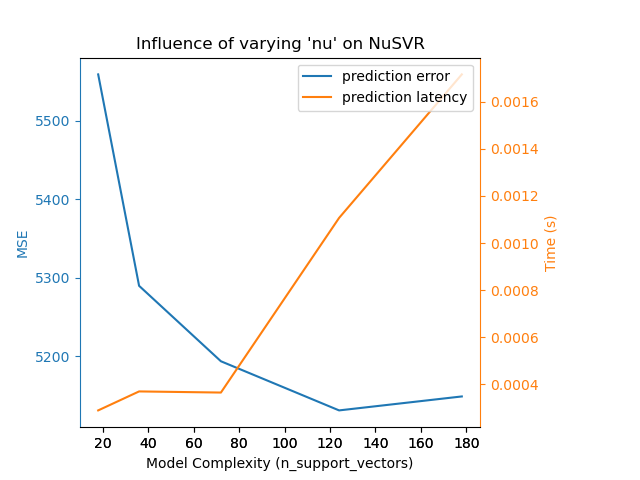 Influence of varying 'nu' on NuSVR
prediction error
prediction latency
MSE
5500
5400
5300
5200
0.0016
0.0014
0.0012
0.0010
0.0008
0.0006
0.0004
Time (s)
20 40 60 80 100 120 140 160 180
Model Complexity (n_support_vectors)